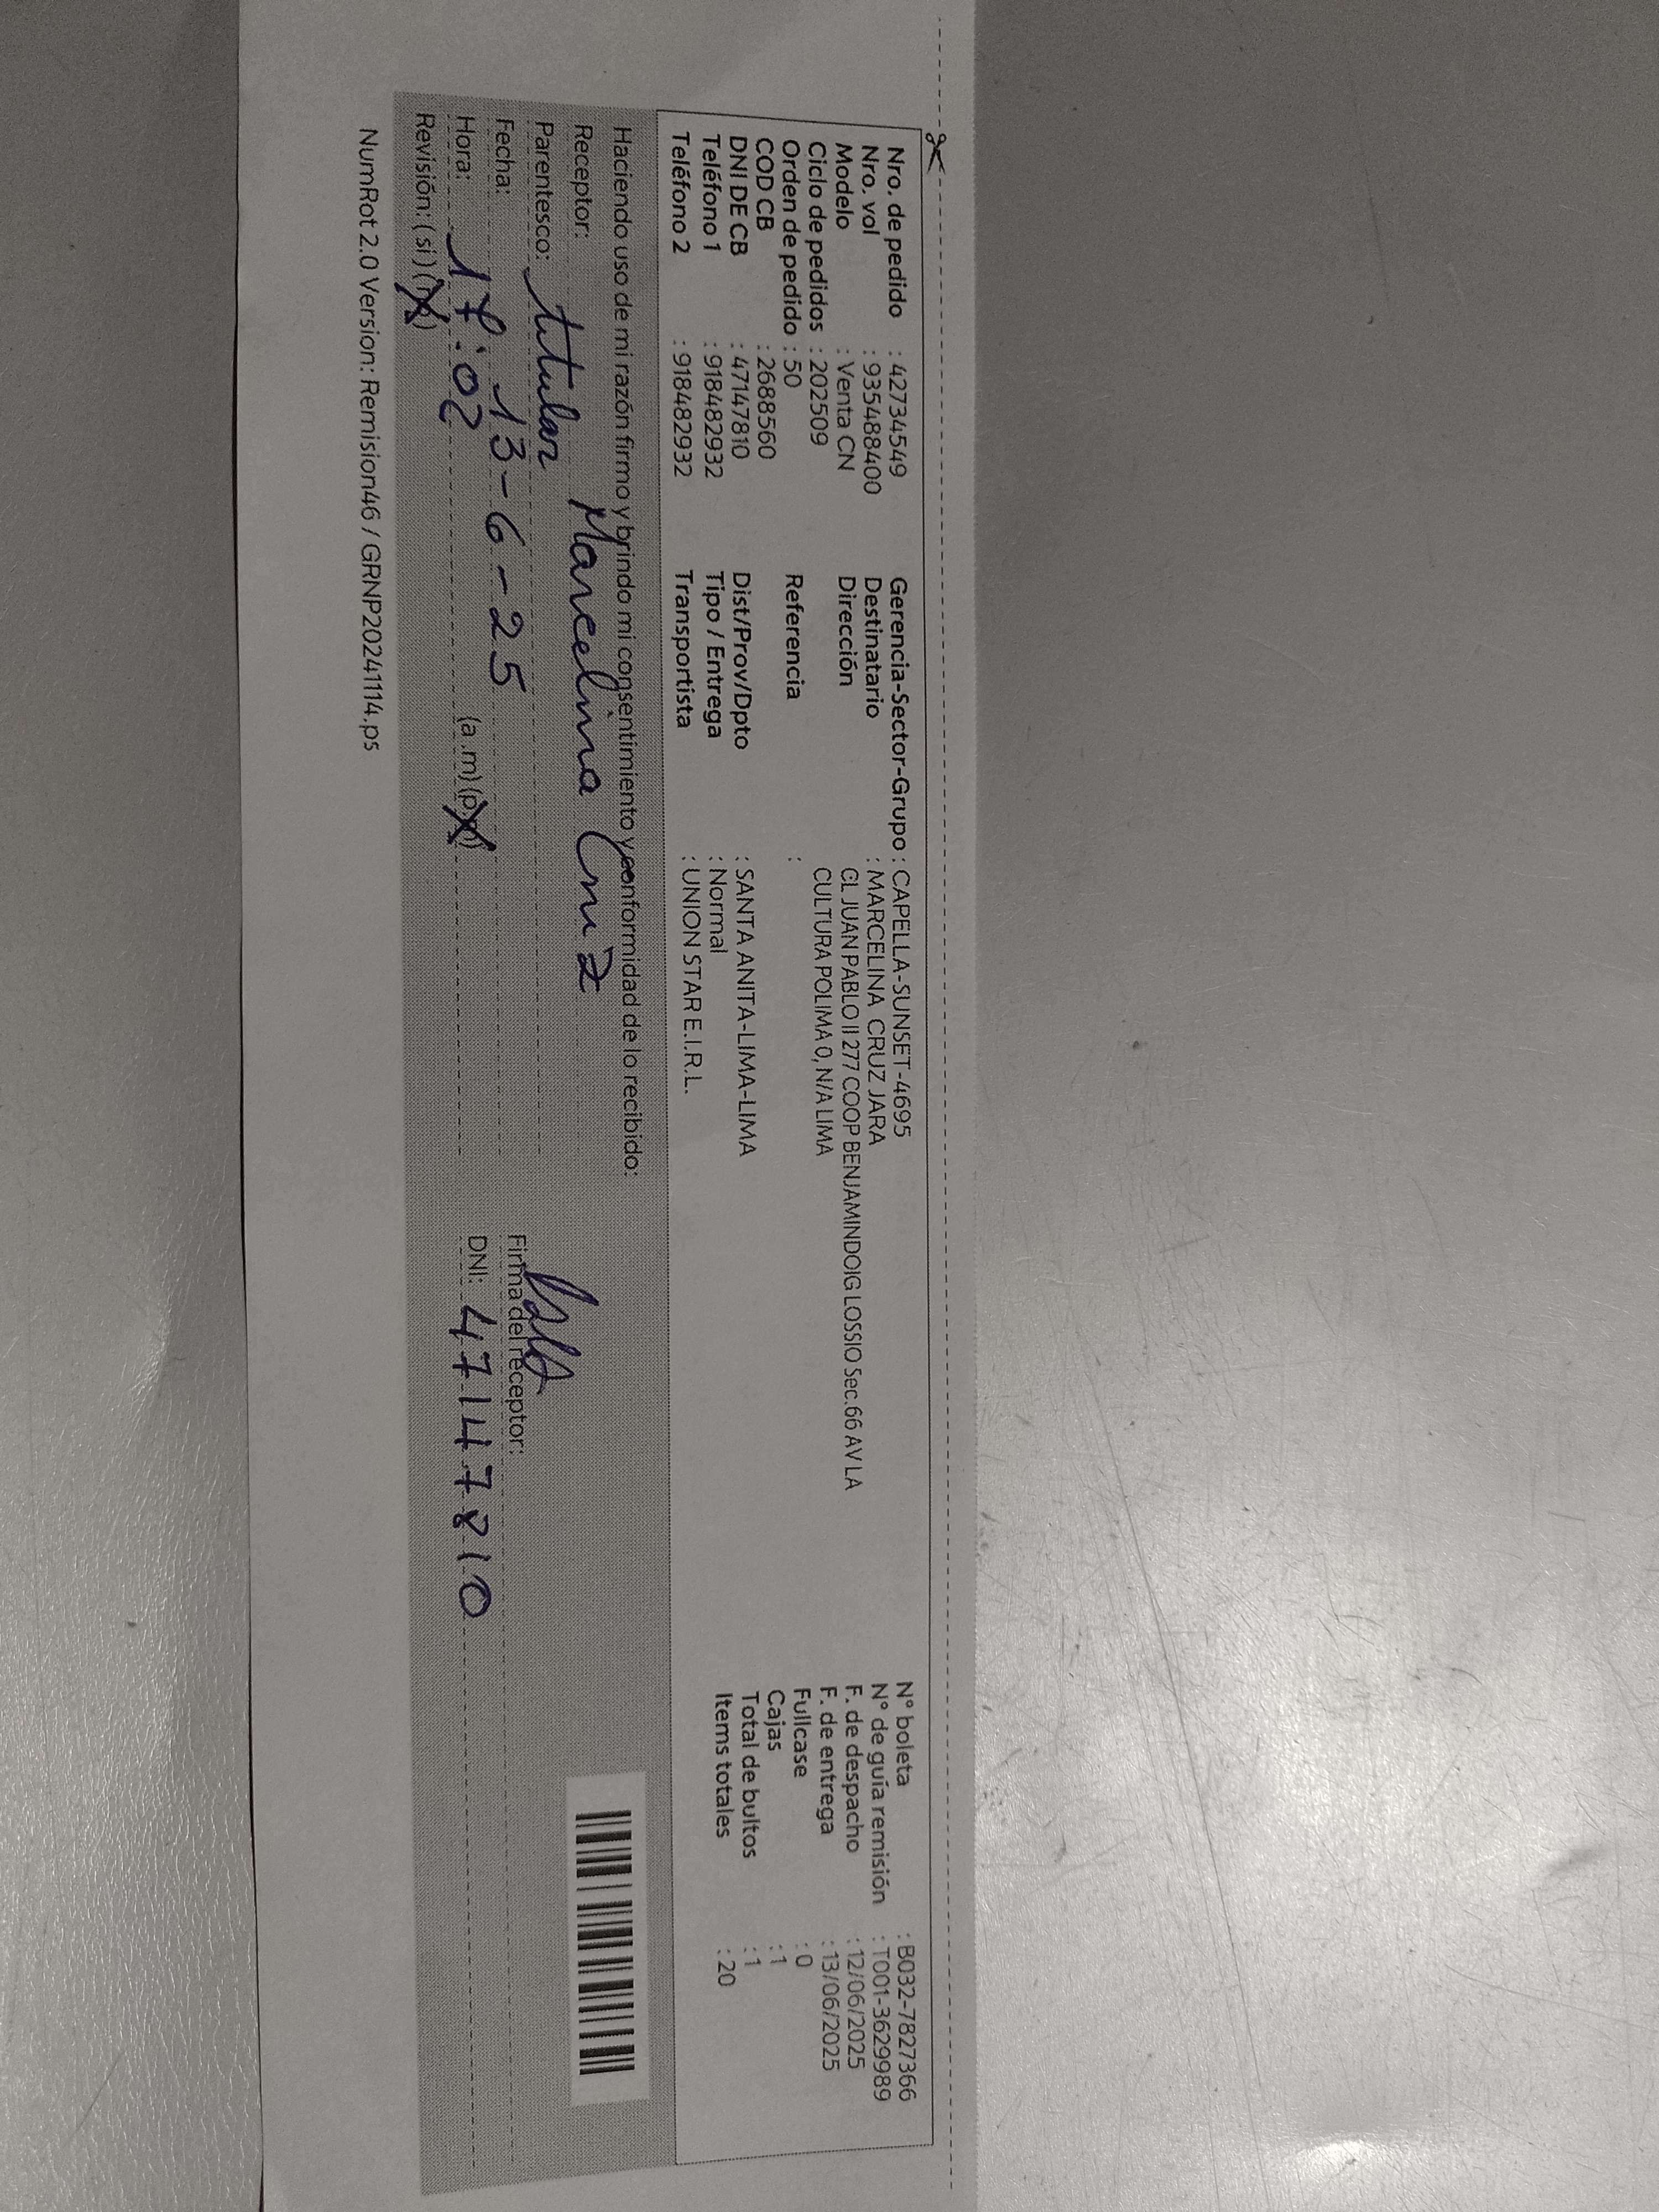 Nro. de pedido : 42734549 Gerencia-Sector-Grupo : CAPELLA-SUNSET-4695 N° boleta : B032-7827366
Nro. vol : 935488400 Destinatario : MARCELINA CRUZ JARA N° de guía remisión : T001-3629989
Modelo : Venta CN Dirección : CL JUAN PABLO II 277 COOP BENJAMINDOIG LOSSIO Sec.66 AV LA F. de despacho : 12/06/2025
Ciclo de pedidos : 202509 CULTURA POLIMA 0, N/A LIMA F. de entrega : 13/06/2025
Orden de pedido : 50 Referencia : Fullcase : 0
COD CB : 2688560 Cajas : 1
DNI DE CB : 47147810 Dist/Prov/Dpto : SANTA ANITA-LIMA-LIMA Total de bultos : 1
Teléfono 1 : 918482932 Tipo / Entrega : Normal Items totales : 20
Teléfono 2 : 918482932 Transportista : UNION STAR E.I.R.L.
Haciendo uso de mi razón firmo y brindo mi consentimiento y conformidad de lo recibido:
Receptor: Marcelina Cruz
Parentesco: titular
Fecha: 13-6-25 Firma del receptor:
Hora: 17:02 (a.m) (p.m) DNI: 47147810
Revisión: ( si ) (no)
NumRot 2.0 Version: Remision46 / GRNP20241114.ps